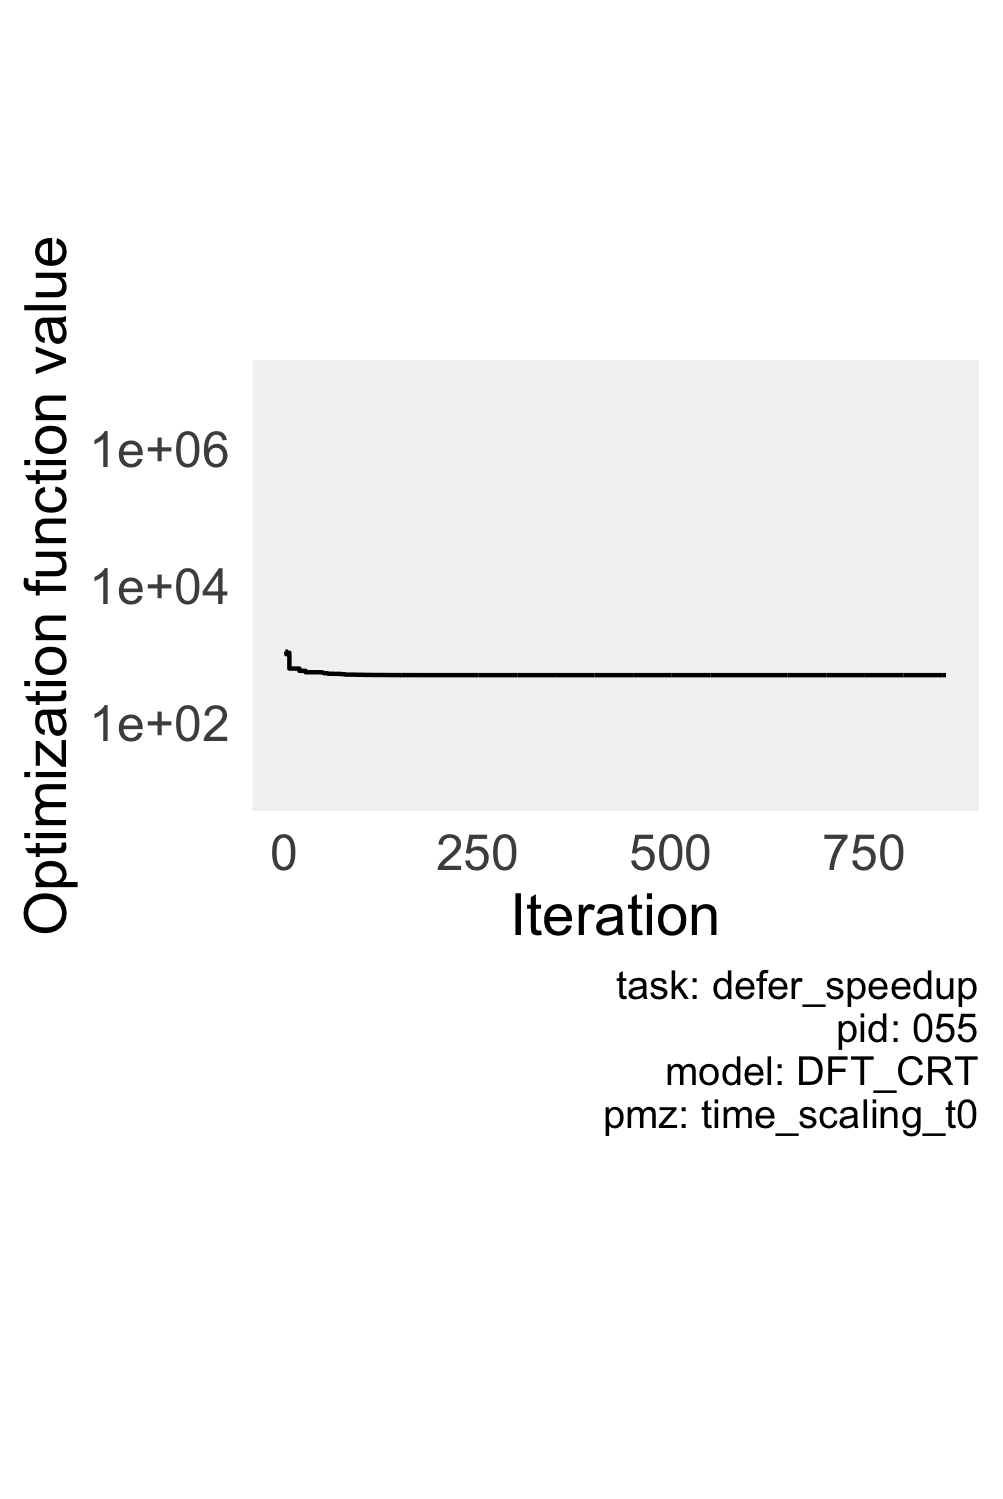 Optimization function value
1e+06
1e+04
1e+02
0 250 500 750
Iteration
task: defer_speedup
pid: 055
model: DFT_CRT
pmz: time_scaling_t0